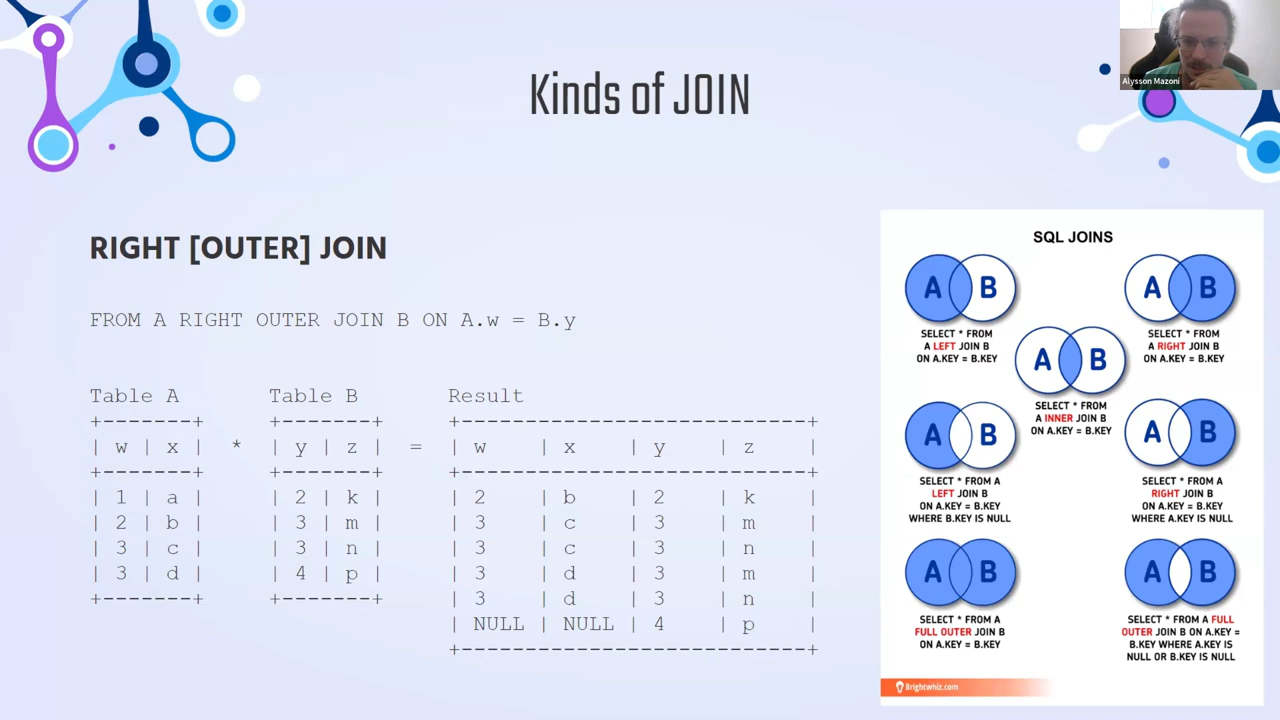 Kinds of JOIN
Alysson Mazoni
RIGHT [OUTER] JOIN
FROM A RIGHT OUTER JOIN B ON A.w = B.y
Table A Table B Result
+-------+ +-------+ +---------------------------+
| w | x | * | y | z | = | w | x | y | z |
+-------+ +-------+ +---------------------------+
| 1 | a | | 2 | k | | 2 | b | 2 | k |
| 2 | b | | 3 | m | | 3 | c | 3 | m |
| 3 | c | | 3 | n | | 3 | c | 3 | n |
| 3 | d | | 4 | p | | 3 | d | 3 | m |
+-------+ +-------+ | 3 | d | 3 | n |
| NULL | NULL | 4 | p |
+---------------------------+
SQL JOINS
A B
SELECT * FROM
A LEFT JOIN B
ON A.KEY = B.KEY
A B
SELECT * FROM
A RIGHT JOIN B
ON A.KEY = B.KEY
A B
SELECT * FROM
A INNER JOIN B
ON A.KEY = B.KEY
A B
SELECT * FROM A
LEFT JOIN B
ON A.KEY = B.KEY
WHERE B.KEY IS NULL
A B
SELECT * FROM A
RIGHT JOIN B
ON A.KEY = B.KEY
WHERE A.KEY IS NULL
A B
SELECT * FROM A
FULL OUTER JOIN B
ON A.KEY = B.KEY
A B
SELECT * FROM A FULL
OUTER JOIN B ON A.KEY =
B.KEY WHERE A.KEY IS
NULL OR B.KEY IS NULL
Brightwhiz.com